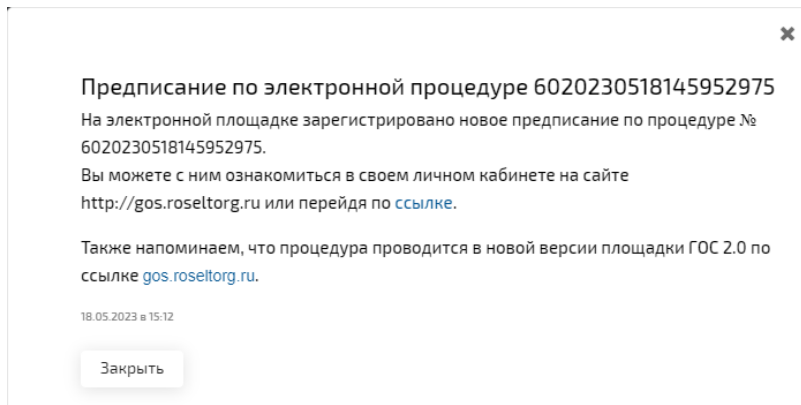 Предписание по электронной процедуре 6020230518145952975
На электронной площадке зарегистрировано новое предписание по процедуре №
6020230518145952975.
Вы можете с ним ознакомиться в своем личном кабинете на сайте
http://gos.roseltorg.ru или перейдя по ссылке.
Также напоминаем, что процедура проводится в новой версии площадки ГОС 2.0 по
ссылке gos.roseltorg.ru.
18.05.2023 в 15:12
Закрыть